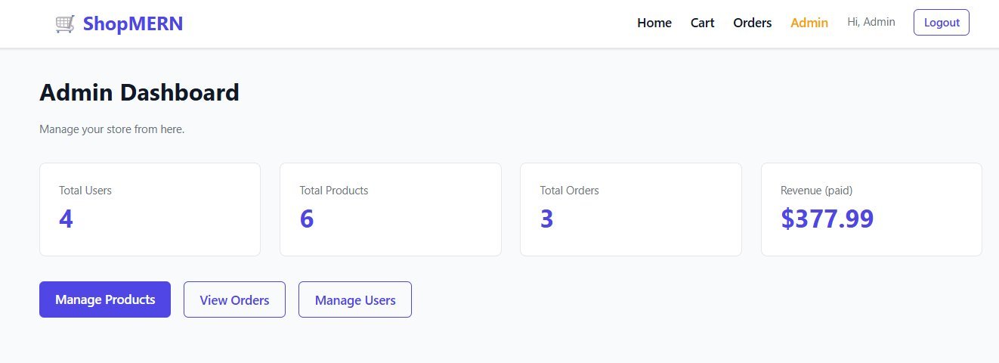 ShopMERN
Home Cart Orders Admin Hi, Admin Logout
Admin Dashboard
Manage your store from here.
Total Users
4
Total Products
6
Total Orders
3
Revenue (paid)
$377.99
Manage Products View Orders Manage Users